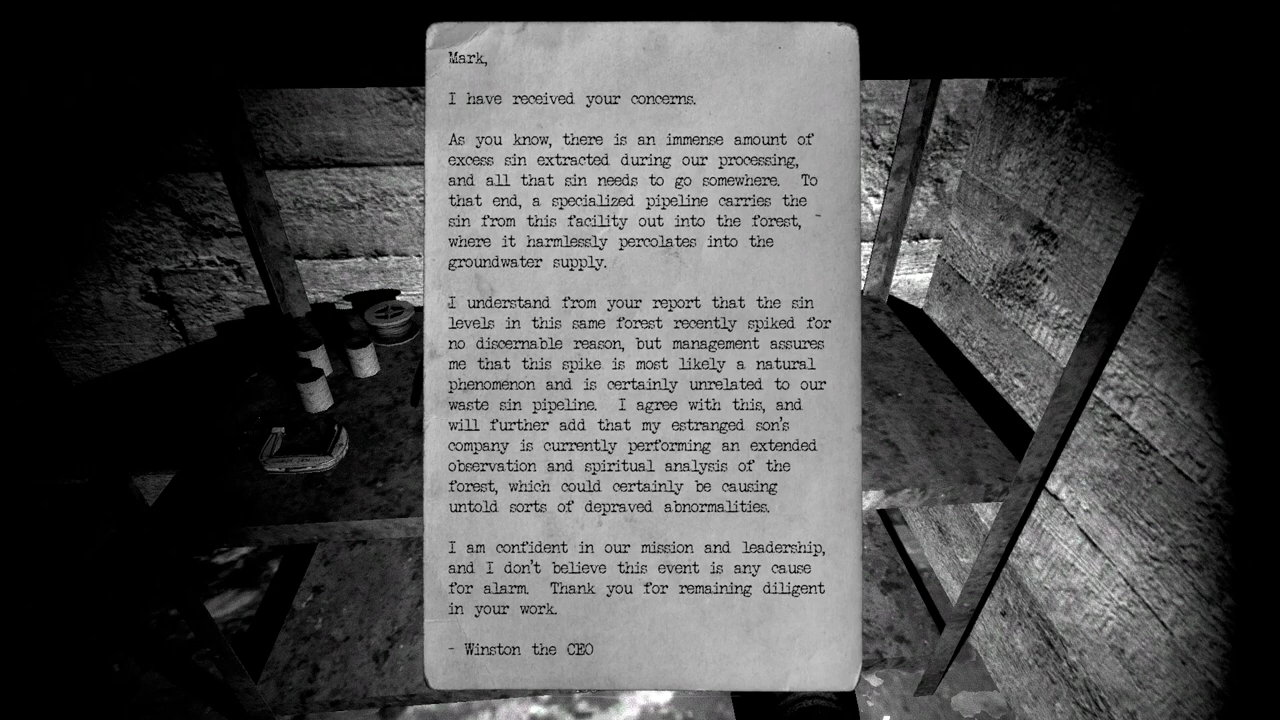 Mark,
I have received your concerns.
As you know, there is an immense amount of
excess sin extracted during our processing,
and all that sin needs to go somewhere.  To
that end, a specialized pipeline carries the
sin from this facility out into the forest,
where it harmlessly percolates into the
groundwater supply.
I understand from your report that the sin
levels in this same forest recently spiked for
no discernable reason, but management assures
me that this spike is most likely a natural
phenomenon and is certainly unrelated to our
waste sin pipeline.  I agree with this, and
will further add that my estranged son's
company is currently performing an extended
observation and spiritual analysis of the
forest, which could certainly be causing
untold sorts of depraved abnormalities.
I am confident in our mission and leadership,
and I don't believe this event is any cause
for alarm.  Thank you for remaining diligent
in your work.
- Winston the CEO